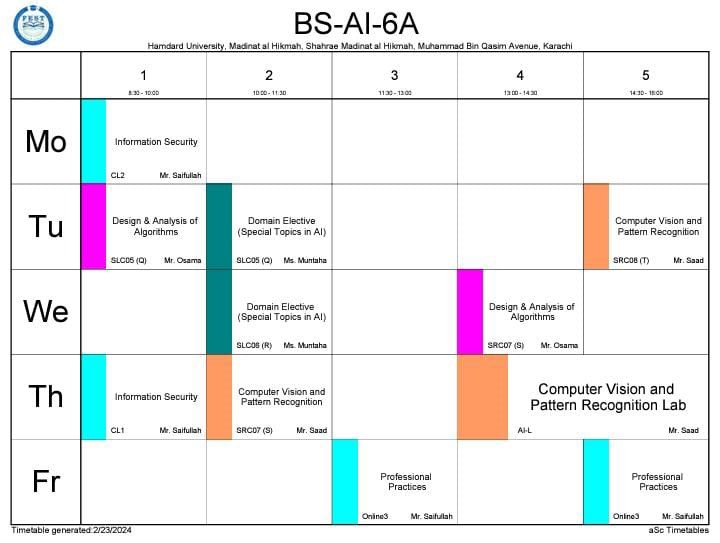 FEST
BS-AI-6A
Hamdard University, Madinat al Hikmah, Shahrae Madinat al Hikmah, Muhammad Bin Qasim Avenue, Karachi
1 2 3 4 5
8:30 - 10:00 10:00 - 11:30 11:30 - 13:00 13:00 - 14:30 14:30 - 16:00
Mo
Information Security
CL2 Mr. Saifullah
Tu
Design & Analysis of
Algorithms
SLC05 (Q) Mr. Osama
Domain Elective
(Special Topics in AI)
SLC05 (Q) Ms. Muntaha
Computer Vision and
Pattern Recognition
SRC08 (T) Mr. Saad
We
Domain Elective
(Special Topics in AI)
SLC06 (R) Ms. Muntaha
Design & Analysis of
Algorithms
SRC07 (S) Mr. Osama
Th
Information Security
CL1 Mr. Saifullah
Computer Vision and
Pattern Recognition
SRC07 (S) Mr. Saad
Computer Vision and
Pattern Recognition Lab
AI-L Mr. Saad
Fr
Professional
Practices
Online3 Mr. Saifullah
Professional
Practices
Online3 Mr. Saifullah
Timetable generated:2/23/2024 aSc Timetables